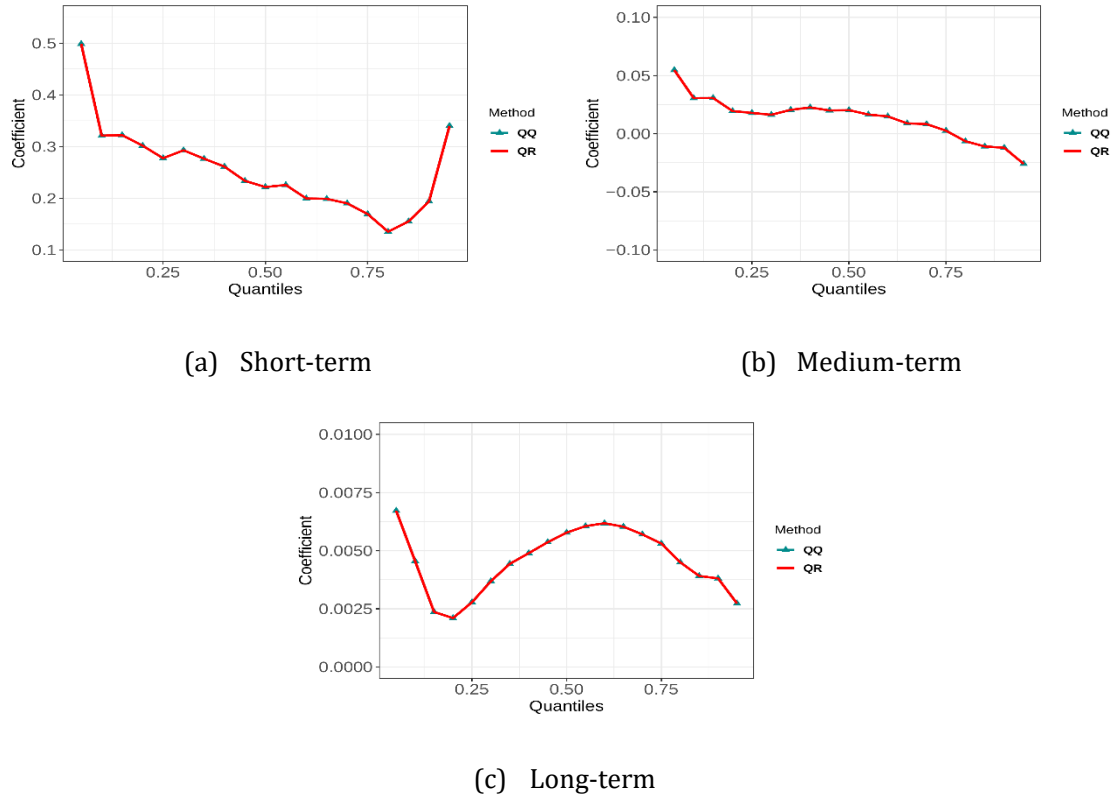 0.5
0.4
0.3
0.2
0.1
Coefficient
0.25 0.50 0.75
Quantiles
Method
QQ
QR
(a) Short-term
0.10
0.05
0.00
−0.05
−0.10
Coefficient
0.25 0.50 0.75
Quantiles
Method
QQ
QR
(b) Medium-term
0.0100
0.0075
0.0050
0.0025
0.0000
Coefficient
0.25 0.50 0.75
Quantiles
Method
QQ
QR
(c) Long-term